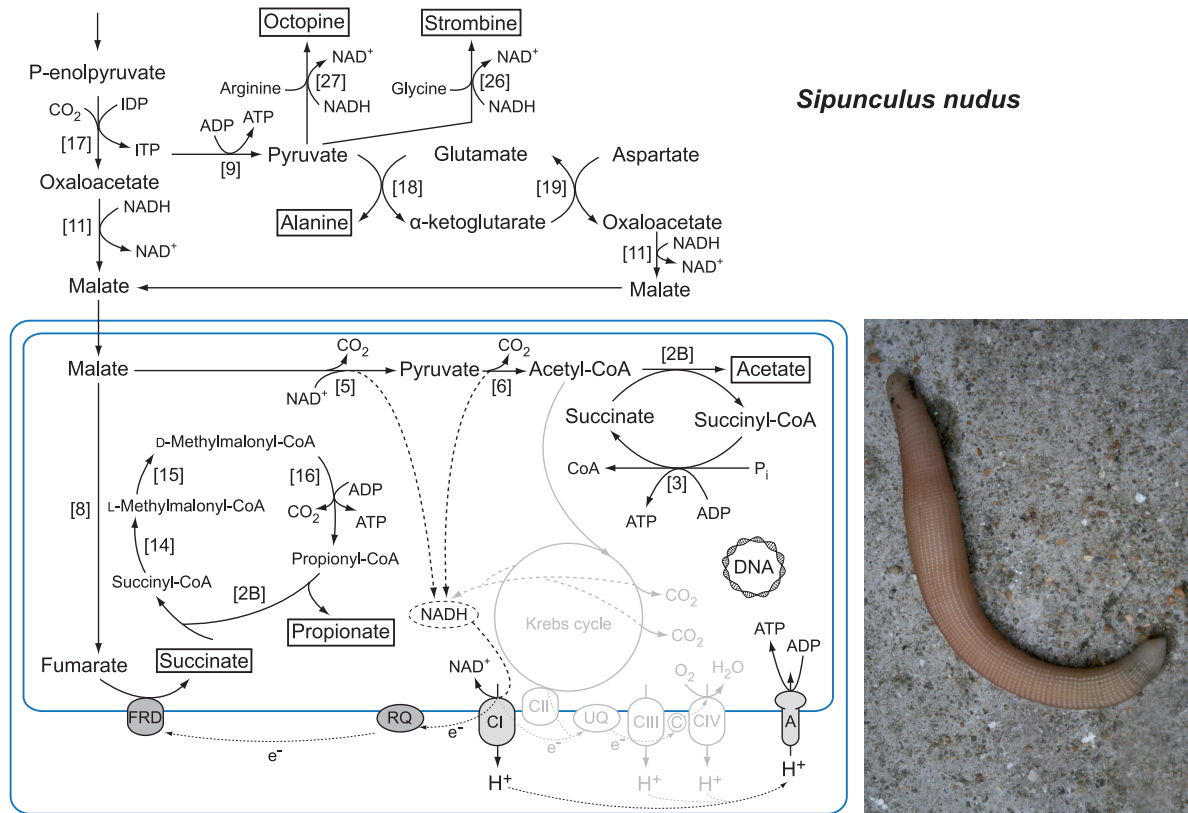 Octopine
Strombine
NAD+
NAD+
P-enolpyruvate
Arginine
[27]
Glycine
[26]
Sipunculus nudus
CO2
IDP
NADH
NADH
ADP
ATP
[17]
ITP
Pyruvate
Glutamate
Aspartate
[9]
Oxaloacetate
[18]
[19]
NADH
[11]
Alanine
α-ketoglutarate
Oxaloacetate
NAD+
[11]
NADH
NAD+
Malate
Malate
CO2
CO2
[2B]
Malate
Pyruvate
Acetyl-CoA
Acetate
NAD+
[5]
[6]
Succinate
Succinyl-CoA
D-Methylmalonyl-CoA
[15]
[16]
CoA
Pi
[3]
ADP
[8]
L-Methylmalonyl-CoA
CO2
ATP
ATP
ADP
[14]
Propionyl-CoA
DNA
Succinyl-CoA
[2B]
CO2
NADH
Krebs cycle
Propionate
CO2
ATP
ADP
Fumarate
Succinate
NAD+
O2
H2O
FRD
RQ
CI
CII
UQ
CIII
C
CIV
A
e-
e-
e-
e-
H+
H+
H+
H+